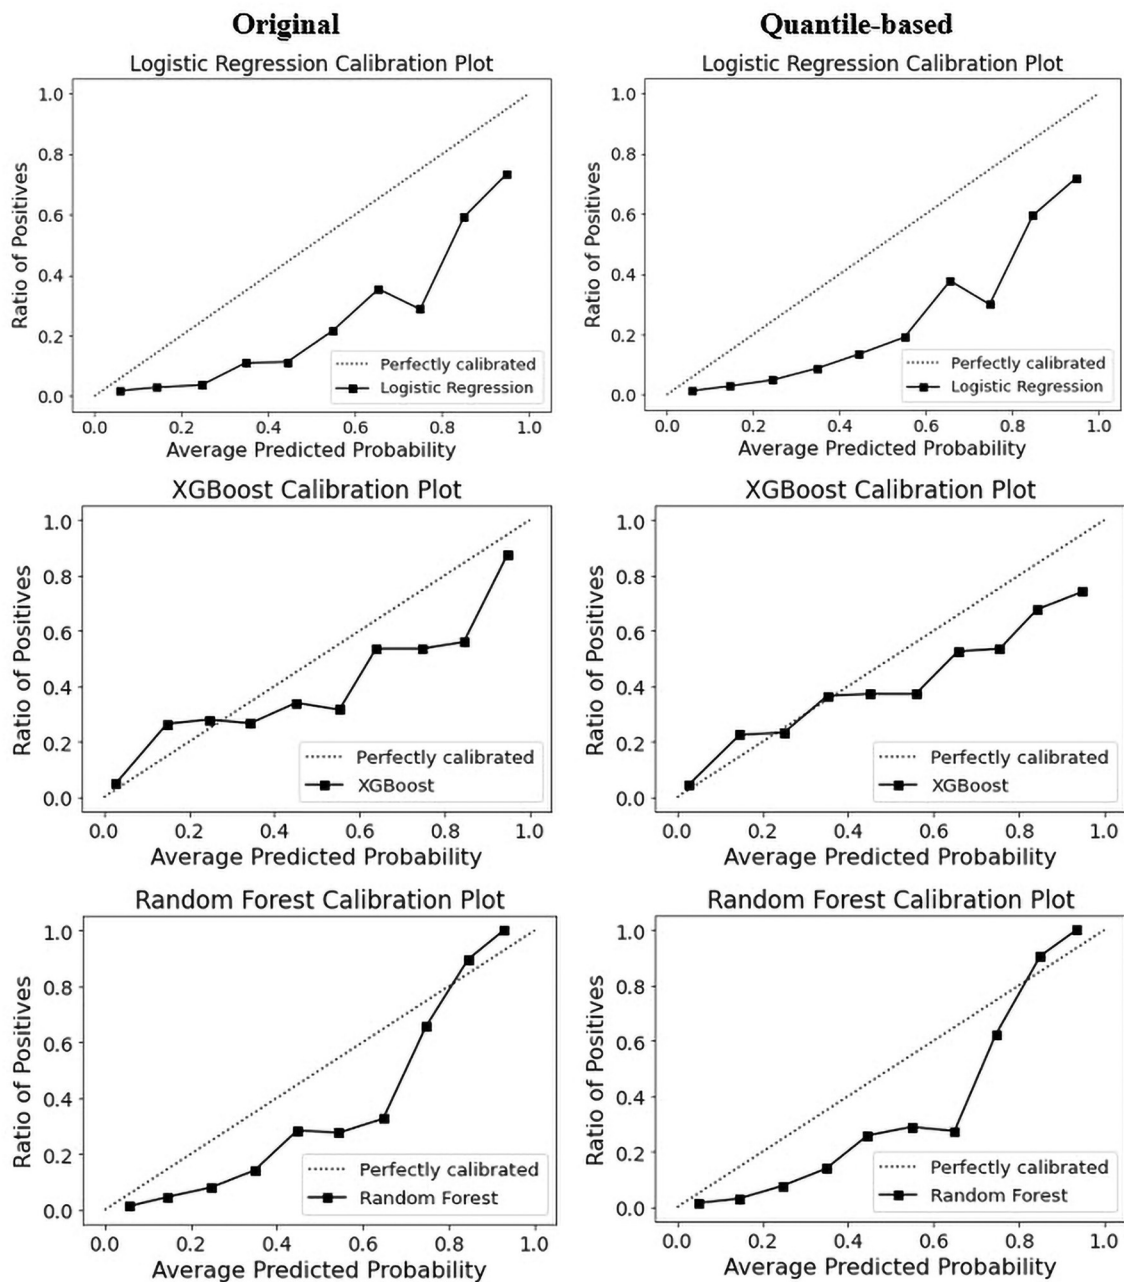 Original
Quantile-based
Logistic Regression Calibration Plot
1.0
0.8
0.6
0.4
0.2
0.0
Ratio of Positives
Perfectly calibrated
Logistic Regression
0.0 0.2 0.4 0.6 0.8 1.0
Average Predicted Probability
Logistic Regression Calibration Plot
1.0
0.8
0.6
0.4
0.2
0.0
Ratio of Positives
Perfectly calibrated
Logistic Regression
0.0 0.2 0.4 0.6 0.8 1.0
Average Predicted Probability
XGBoost Calibration Plot
1.0
0.8
0.6
0.4
0.2
0.0
Ratio of Positives
Perfectly calibrated
XGBoost
0.0 0.2 0.4 0.6 0.8 1.0
Average Predicted Probability
XGBoost Calibration Plot
1.0
0.8
0.6
0.4
0.2
0.0
Ratio of Positives
Perfectly calibrated
XGBoost
0.0 0.2 0.4 0.6 0.8 1.0
Average Predicted Probability
Random Forest Calibration Plot
1.0
0.8
0.6
0.4
0.2
0.0
Ratio of Positives
Perfectly calibrated
Random Forest
0.0 0.2 0.4 0.6 0.8 1.0
Average Predicted Probability
Random Forest Calibration Plot
1.0
0.8
0.6
0.4
0.2
0.0
Ratio of Positives
Perfectly calibrated
Random Forest
0.0 0.2 0.4 0.6 0.8 1.0
Average Predicted Probability